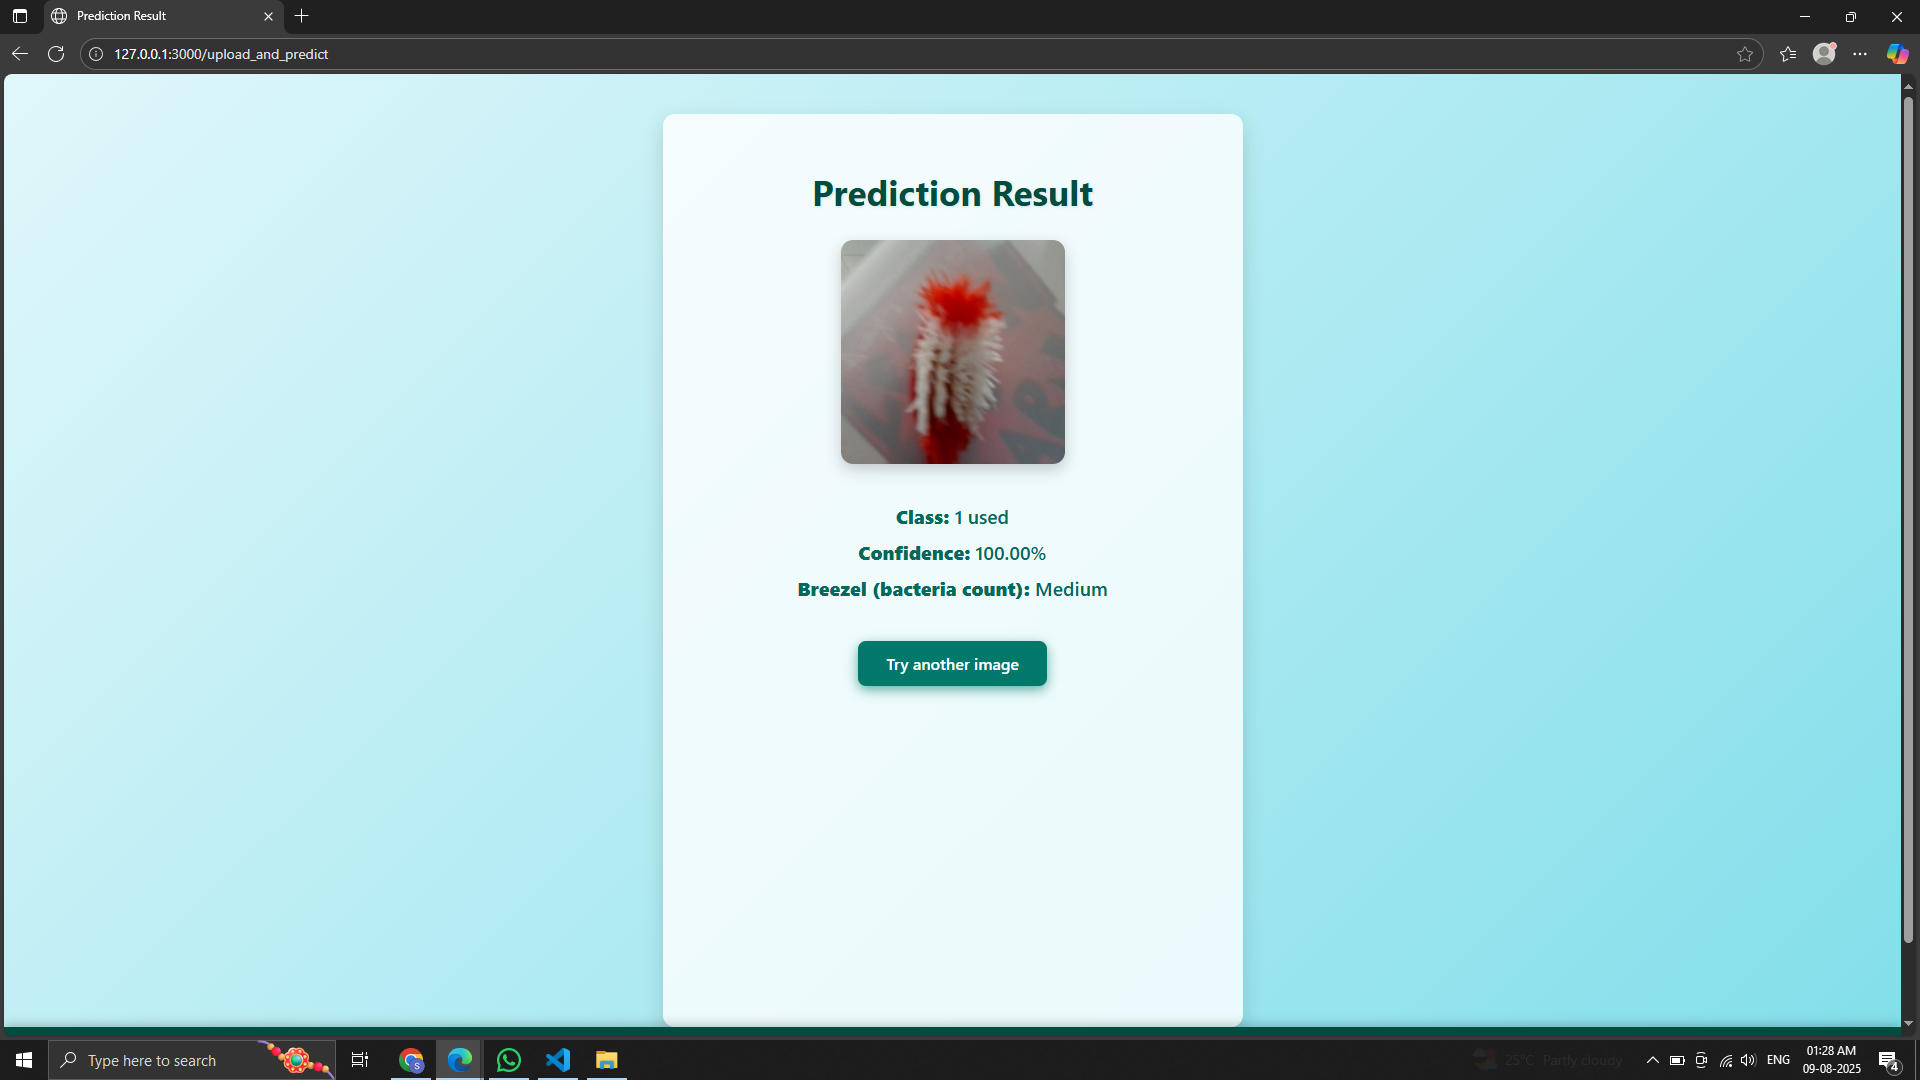 Prediction Result
127.0.0.1:3000/upload_and_predict
Prediction Result
Class: 1 used
Confidence: 100.00%
Breezel (bacteria count): Medium
Try another image
Type here to search
25°C Partly cloudy
ENG
01:28 AM
09-08-2025
4